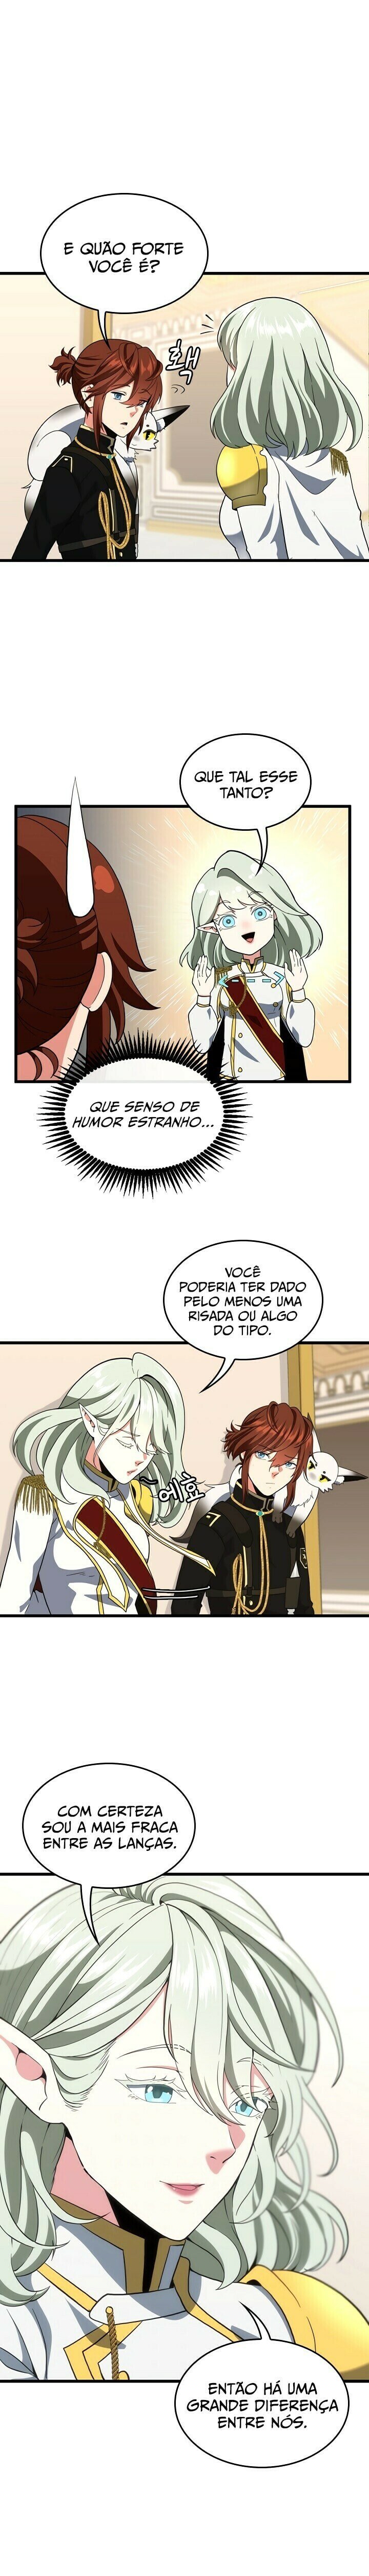 E QUÃO FORTE
VOCÊ É?
홱
QUE TAL ESSE
TANTO?
QUE SENSO DE
HUMOR ESTRANHO...
VOCÊ
PODERIA TER DADO
PELO MENOS UMA
RISADA OU ALGO
DO TIPO.
에휴
COM CERTEZA
SOU A MAIS FRACA
ENTRE AS LANÇAS.
ENTÃO HÁ UMA
GRANDE DIFERENÇA
ENTRE NÓS.